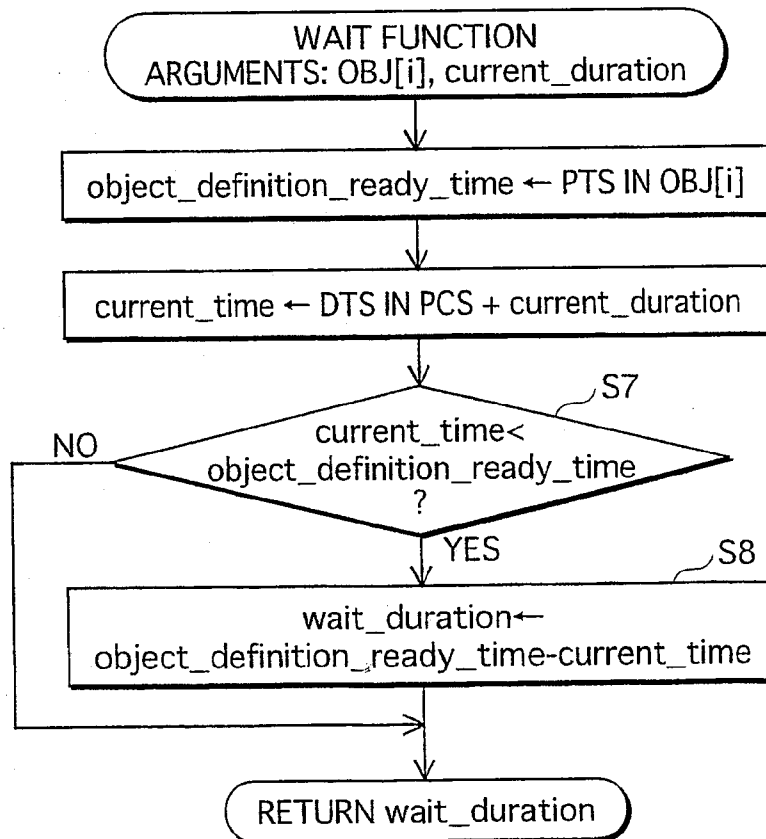 WAIT FUNCTION
ARGUMENTS: OBJ[i], current_duration
object_definition_ready_time ← PTS IN OBJ[i]
current_time ← DTS IN PCS + current_duration
S7
NO
current_time<
object_definition_ready_time
?
YES
S8
wait_duration←
object_definition_ready_time-current_time
RETURN wait_duration